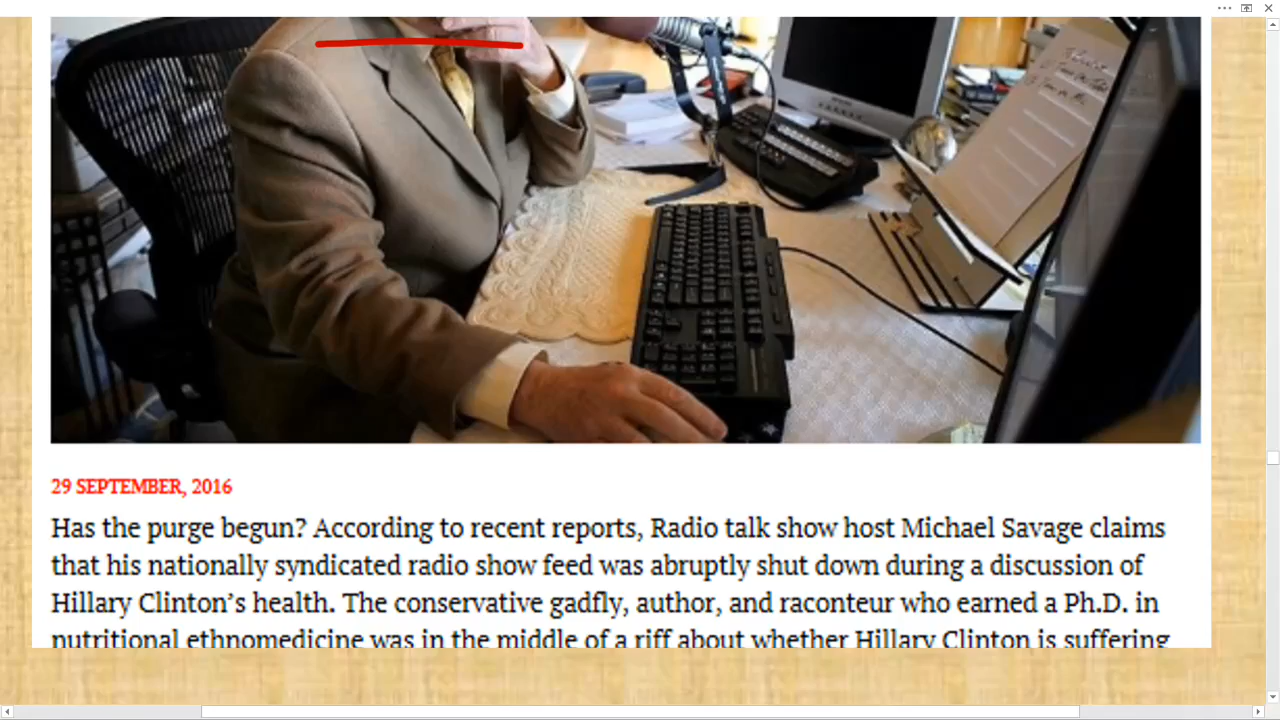 29 SEPTEMBER, 2016
Has the purge begun? According to recent reports, Radio talk show host Michael Savage claims
that his nationally syndicated radio show feed was abruptly shut down during a discussion of
Hillary Clinton's health. The conservative gadfly, author, and raconteur who earned a Ph.D. in
nutritional ethnomedicine was in the middle of a riff about whether Hillary Clinton is suffering